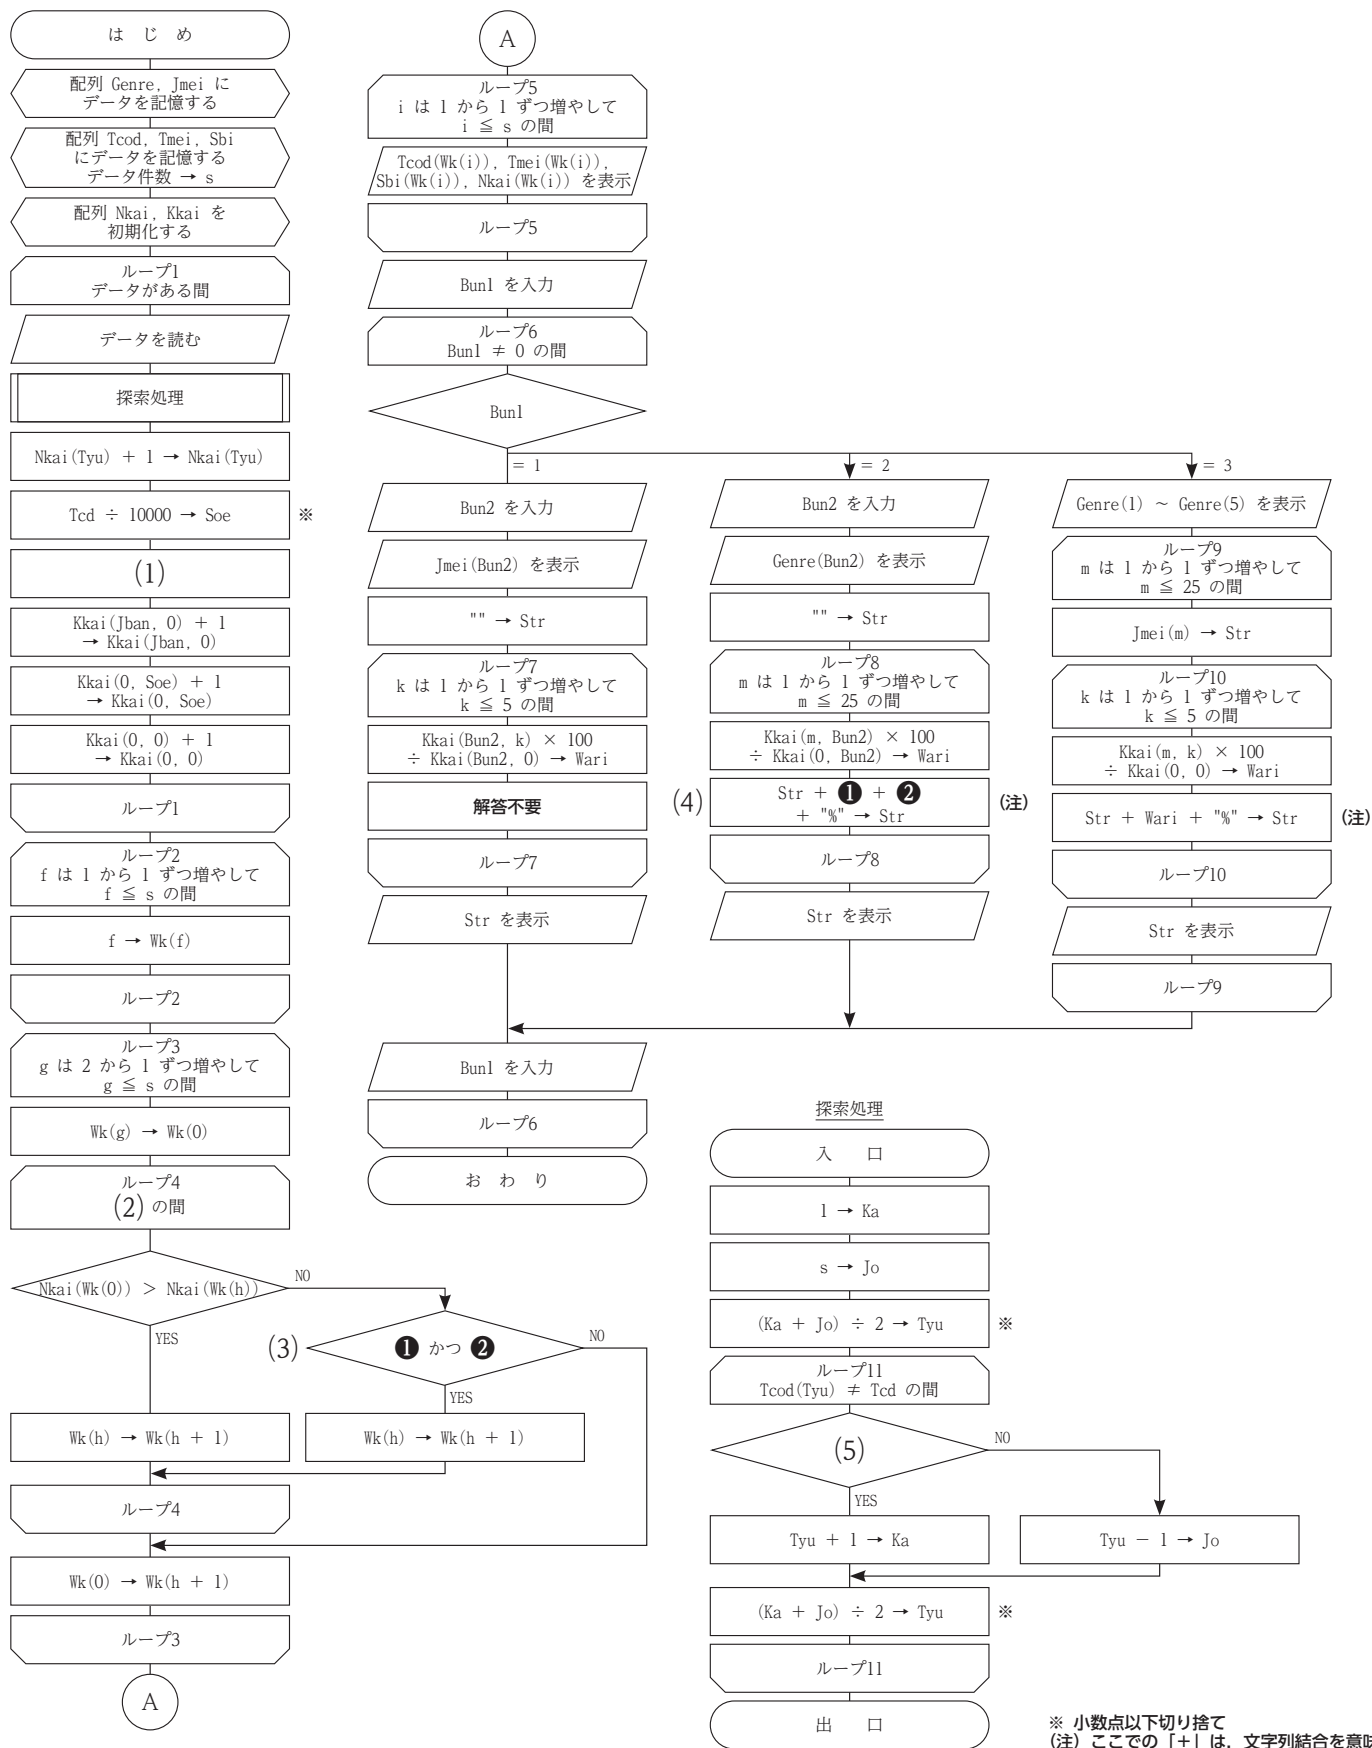 は じ め
配列 Genre, Jmei に
データを記憶する
配列 Tcod, Tmei, Sbi
にデータを記憶する
データ件数 → s
配列 Nkai, Kkai を
初期化する
ループ1
データがある間
データを読む
探索処理
Nkai(Tyu) + 1 → Nkai(Tyu)
Tcd ÷ 10000 → Soe
※
(1)
Kkai(Jban, 0) + 1
→ Kkai(Jban, 0)
Kkai(0, Soe) + 1
→ Kkai(0, Soe)
Kkai(0, 0) + 1
→ Kkai(0, 0)
ループ1
ループ2
f は 1 から 1 ずつ増やして
f ≦ s の間
f → Wk(f)
ループ2
ループ3
g は 2 から 1 ずつ増やして
g ≦ s の間
Wk(g) → Wk(0)
ループ4
(2) の間
Nkai(Wk(0)) > Nkai(Wk(h))
NO
YES
(3)
❶ かつ ❷
NO
YES
Wk(h) → Wk(h + 1)
Wk(h) → Wk(h + 1)
ループ4
Wk(0) → Wk(h + 1)
ループ3
A
A
ループ5
i は 1 から 1 ずつ増やして
i ≦ s の間
Tcod(Wk(i)), Tmei(Wk(i)),
Sbi(Wk(i)), Nkai(Wk(i)) を表示
ループ5
Bun1 を入力
ループ6
Bun1 ≠ 0 の間
Bun1
= 1
Bun2 を入力
Jmei(Bun2) を表示
"" → Str
ループ7
k は 1 から 1 ずつ増やして
k ≦ 5 の間
Kkai(Bun2, k) × 100
÷ Kkai(Bun2, 0) → Wari
解答不要
ループ7
Str を表示
= 2
Bun2 を入力
Genre(Bun2) を表示
"" → Str
ループ8
m は 1 から 1 ずつ増やして
m ≦ 25 の間
Kkai(m, Bun2) × 100
÷ Kkai(0, Bun2) → Wari
(4)
Str + ❶ + ❷
+ "%" → Str
(注)
ループ8
Str を表示
= 3
Genre(1) ~ Genre(5) を表示
ループ9
m は 1 から 1 ずつ増やして
m ≦ 25 の間
Jmei(m) → Str
ループ10
k は 1 から 1 ずつ増やして
k ≦ 5 の間
Kkai(m, k) × 100
÷ Kkai(0, 0) → Wari
Str + Wari + "%" → Str
(注)
ループ10
Str を表示
ループ9
Bun1 を入力
ループ6
お わ り
探索処理
入 口
1 → Ka
s → Jo
(Ka + Jo) ÷ 2 → Tyu
※
ループ11
Tcod(Tyu) ≠ Tcd の間
(5)
NO
YES
Tyu + 1 → Ka
Tyu − 1 → Jo
(Ka + Jo) ÷ 2 → Tyu
※
ループ11
出 口
※ 小数点以下切り捨て
(注) ここでの「+」は,文字列結合を意味